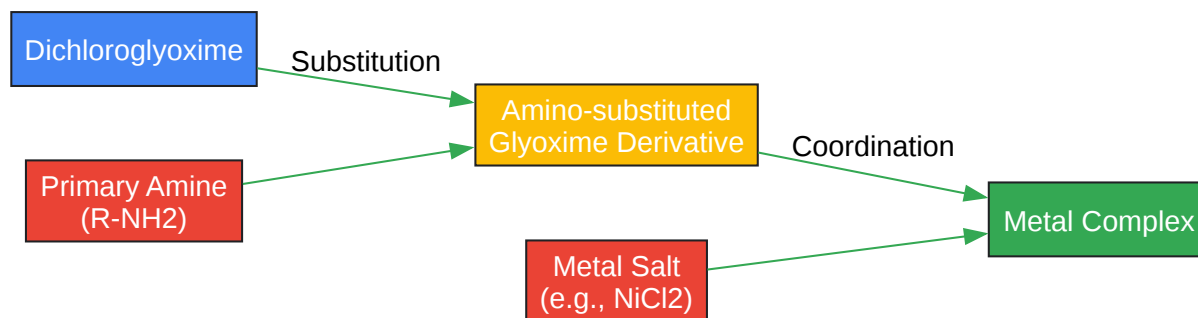 Dichloroglyoxime
Substitution
Amino-substituted
Glyoxime Derivative
Primary Amine
(R-NH2)
Coordination
Metal Complex
Metal Salt
(e.g., NiCl2)